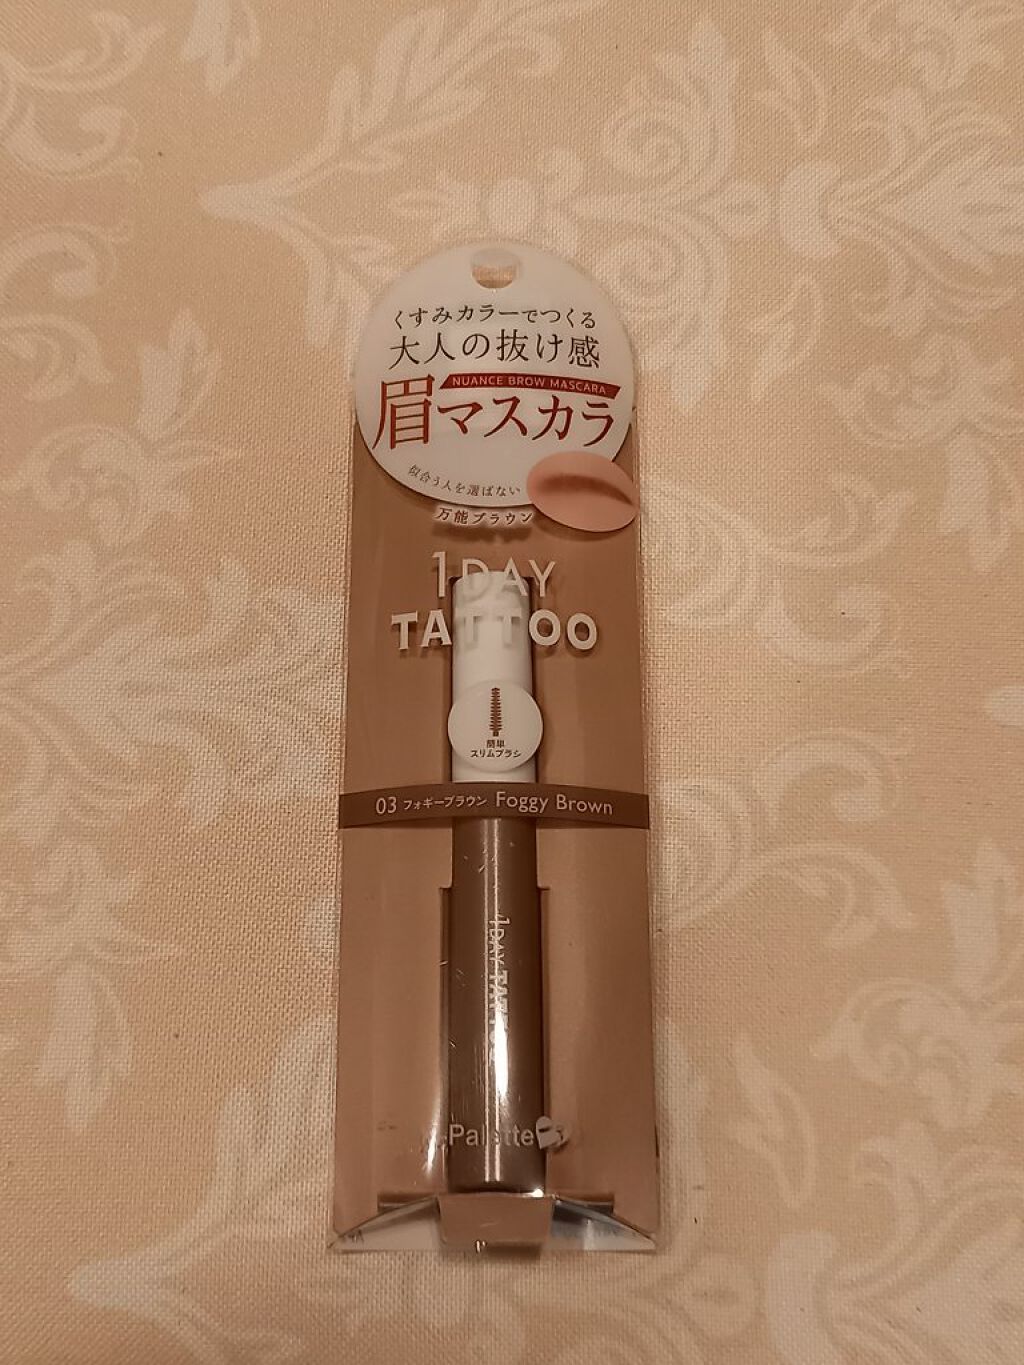 くすみカラーでつくる
大人の抜け感
NUANCE BROW MASCARA
眉マスカラ
似合う人を選ばない
万能ブラウン
1DAY
TATTOO
簡単
スリムブラシ
03 フォギーブラウン Foggy Brown
1DAY
Palette